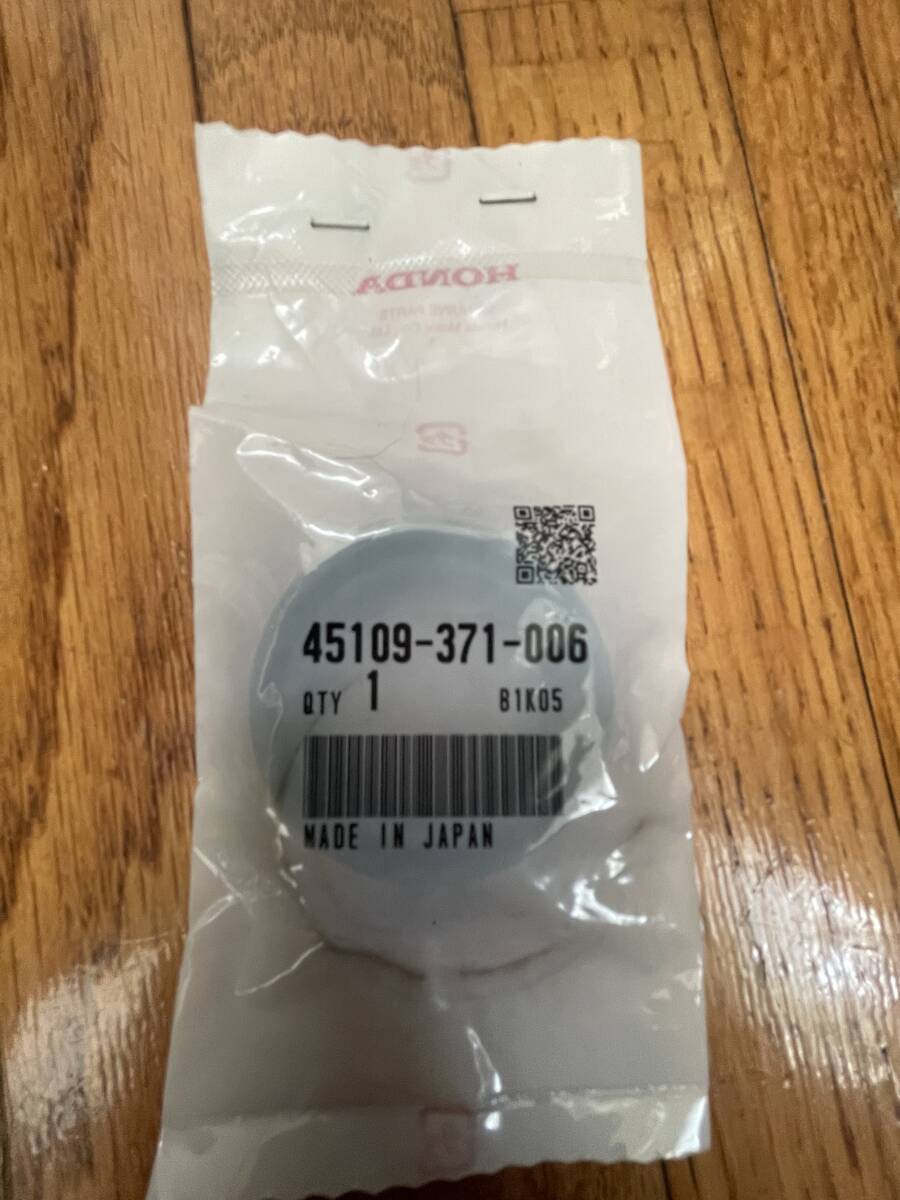 HONDA
45109-371-006
QTY 1 B1K05
MADE IN JAPAN